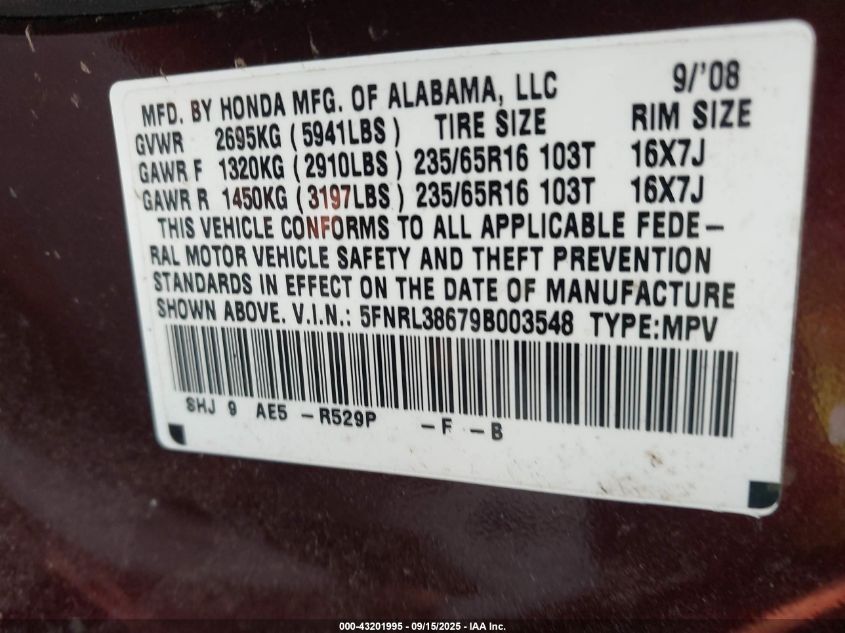 MFD. BY HONDA MFG. OF ALABAMA, LLC 9/'08
GVWR 2695KG (5941LBS) TIRE SIZE RIM SIZE
GAWR F 1320KG (2910LBS) 235/65R16 103T 16X7J
GAWR R 1450KG (3197LBS) 235/65R16 103T 16X7J
THIS VEHICLE CONFORMS TO ALL APPLICABLE FEDE-
RAL MOTOR VEHICLE SAFETY AND THEFT PREVENTION
STANDARDS IN EFFECT ON THE DATE OF MANUFACTURE
SHOWN ABOVE. V.I.N.: 5FNRL38679B003548 TYPE:MPV
SHJ 9 AE5 -R529P -F -B
000-43201995 - 09/15/2025 - IAA Inc.